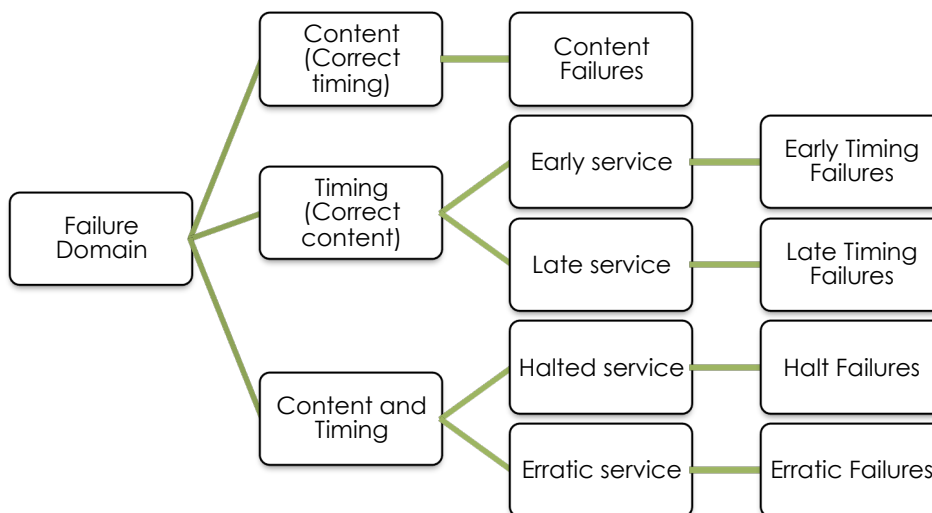 Failure
Domain
Content
(Correct
timing)
Content
Failures
Timing
(Correct
content)
Early service
Early Timing
Failures
Late service
Late Timing
Failures
Content and
Timing
Halted service
Halt Failures
Erratic service
Erratic Failures